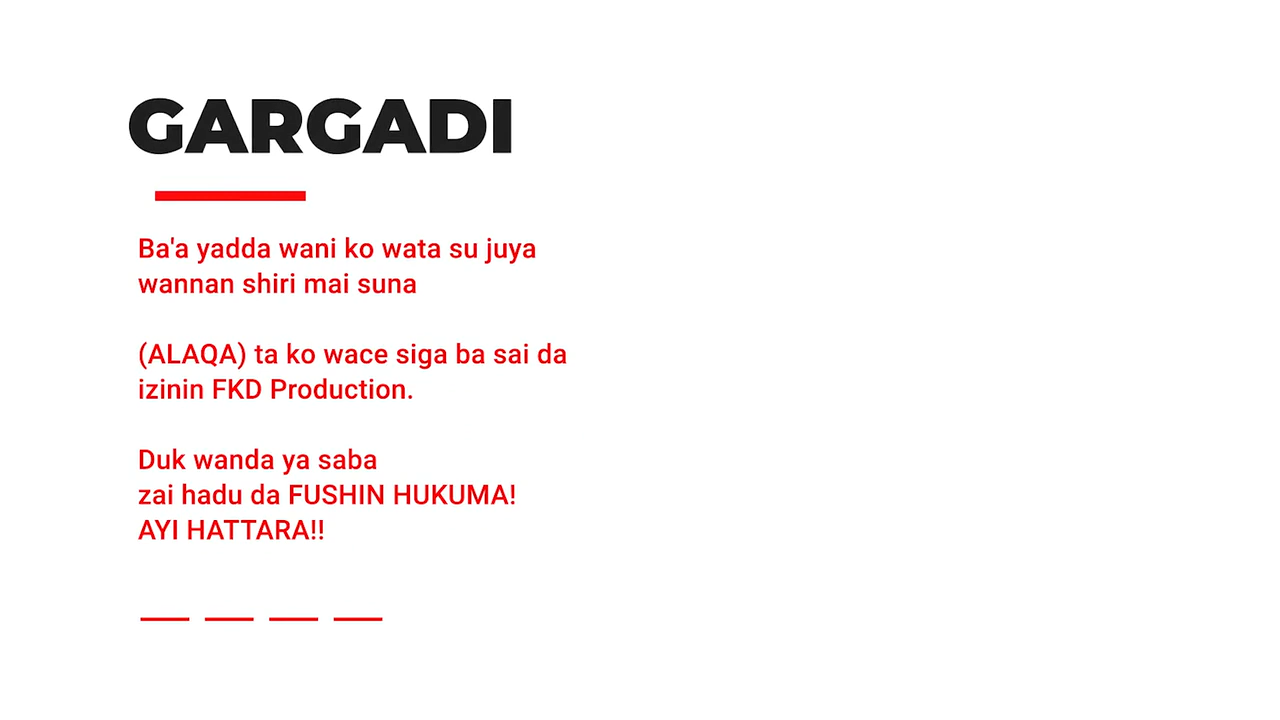 GARGADI
Ba'a yadda wani ko wata su juya
wannan shiri mai suna
(ALAQA) ta ko wace siga ba sai da
izinin FKD Production.
Duk wanda ya saba
zai hadu da FUSHIN HUKUMA!
AYI HATTARA!!